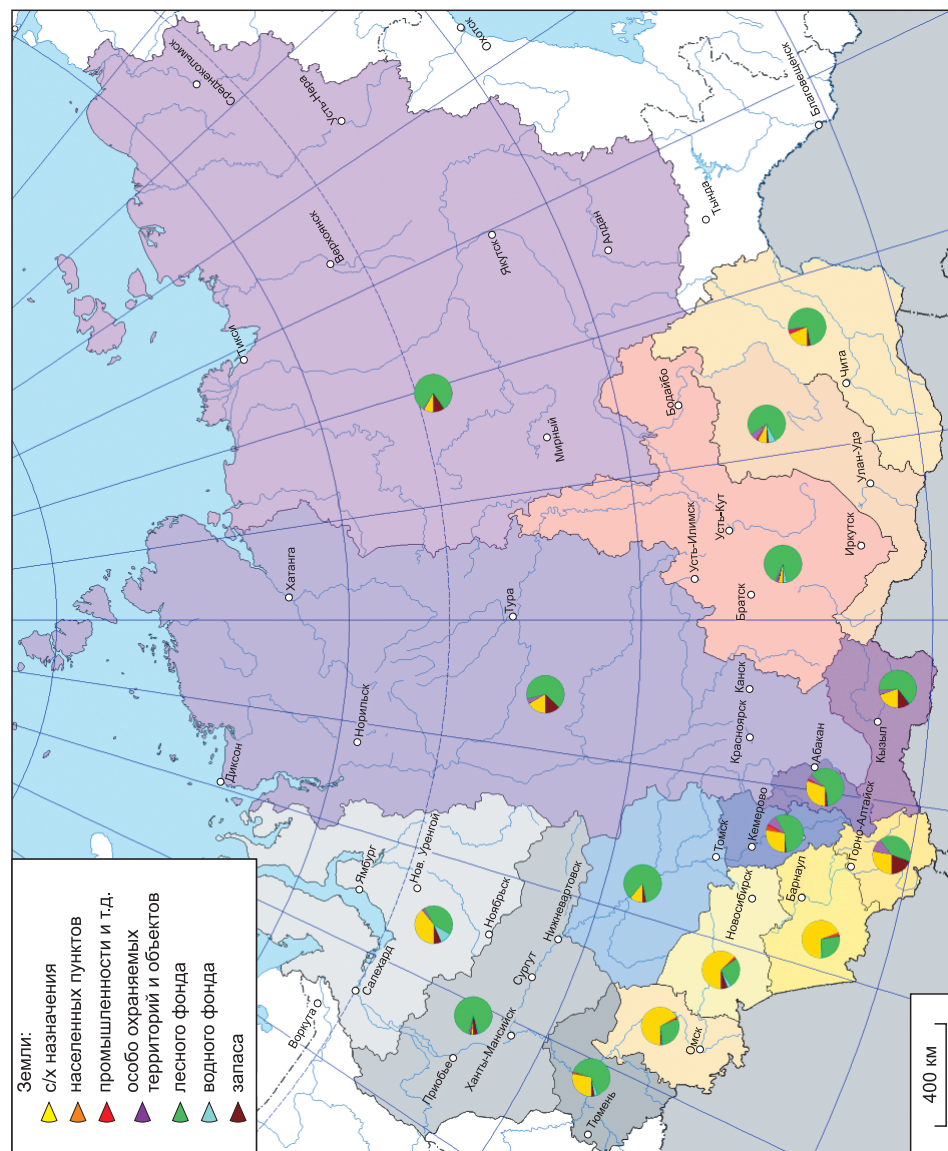 Земли:
с/х назначения
населенных пунктов
промышленности и т.д.
особо охраняемых
территорий и объектов
лесного фонда
водного фонда
запаса
Среднеколымск
Охотск
Усть-Нера
Верхоянск
Тикси
Якутск
Алдан
Тында
Благовещенск
Мирный
Бодайбо
Чита
Улан-Удэ
Хатанга
Тура
Усть-Илимск
Усть-Кут
Братск
Иркутск
Диксон
Норильск
Канск
Красноярск
Абакан
Кызыл
Ямбург
Нов. Уренгой
Ноябрьск
Салехард
Воркута
Нижневартовск
Сургут
Ханты-Мансийск
Приобье
Томск
Кемерово
Горно-Алтайск
Барнаул
Новосибирск
Омск
Тюмень
400 км